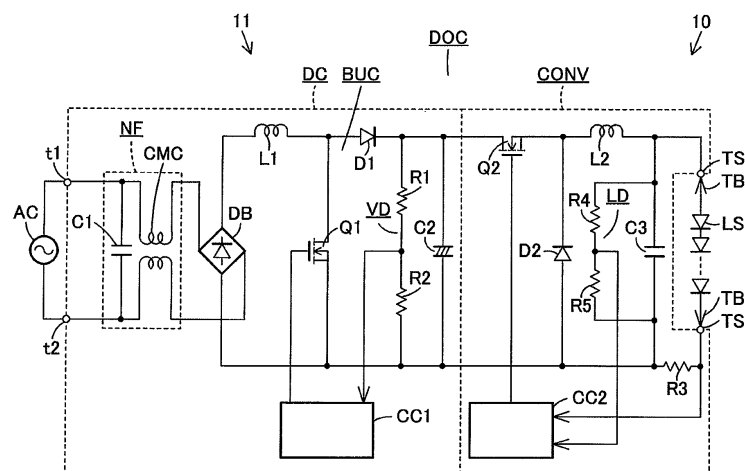 11
10
DOC
DC
BUC
CONV
NF
t1
CMC
L1
D1
Q2
L2
TS
TB
AC
C1
DB
Q1
R1
VD
C2
R2
D2
R4
LD
R5
C3
LS
TB
TS
t2
R3
CC1
CC2